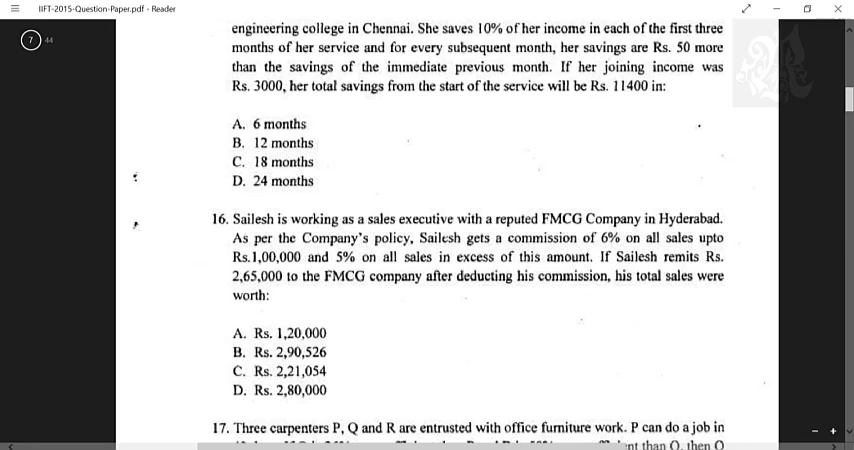 IIFT-2015-Question-Paper.pdf - Reader
7 44
engineering college in Chennai. She saves 10% of her income in each of the first three
months of her service and for every subsequent month, her savings are Rs. 50 more
than the savings of the immediate previous month. If her joining income was
Rs. 3000, her total savings from the start of the service will be Rs. 11400 in:
A. 6 months
B. 12 months
C. 18 months
D. 24 months
16. Sailesh is working as a sales executive with a reputed FMCG Company in Hyderabad.
As per the Company's policy, Sailesh gets a commission of 6% on all sales upto
Rs.1,00,000 and 5% on all sales in excess of this amount. If Sailesh remits Rs.
2,65,000 to the FMCG company after deducting his commission, his total sales were
worth:
A. Rs. 1,20,000
B. Rs. 2,90,526
C. Rs. 2,21,054
D. Rs. 2,80,000
17. Three carpenters P, Q and R are entrusted with office furniture work. P can do a job in
than Q, then Q